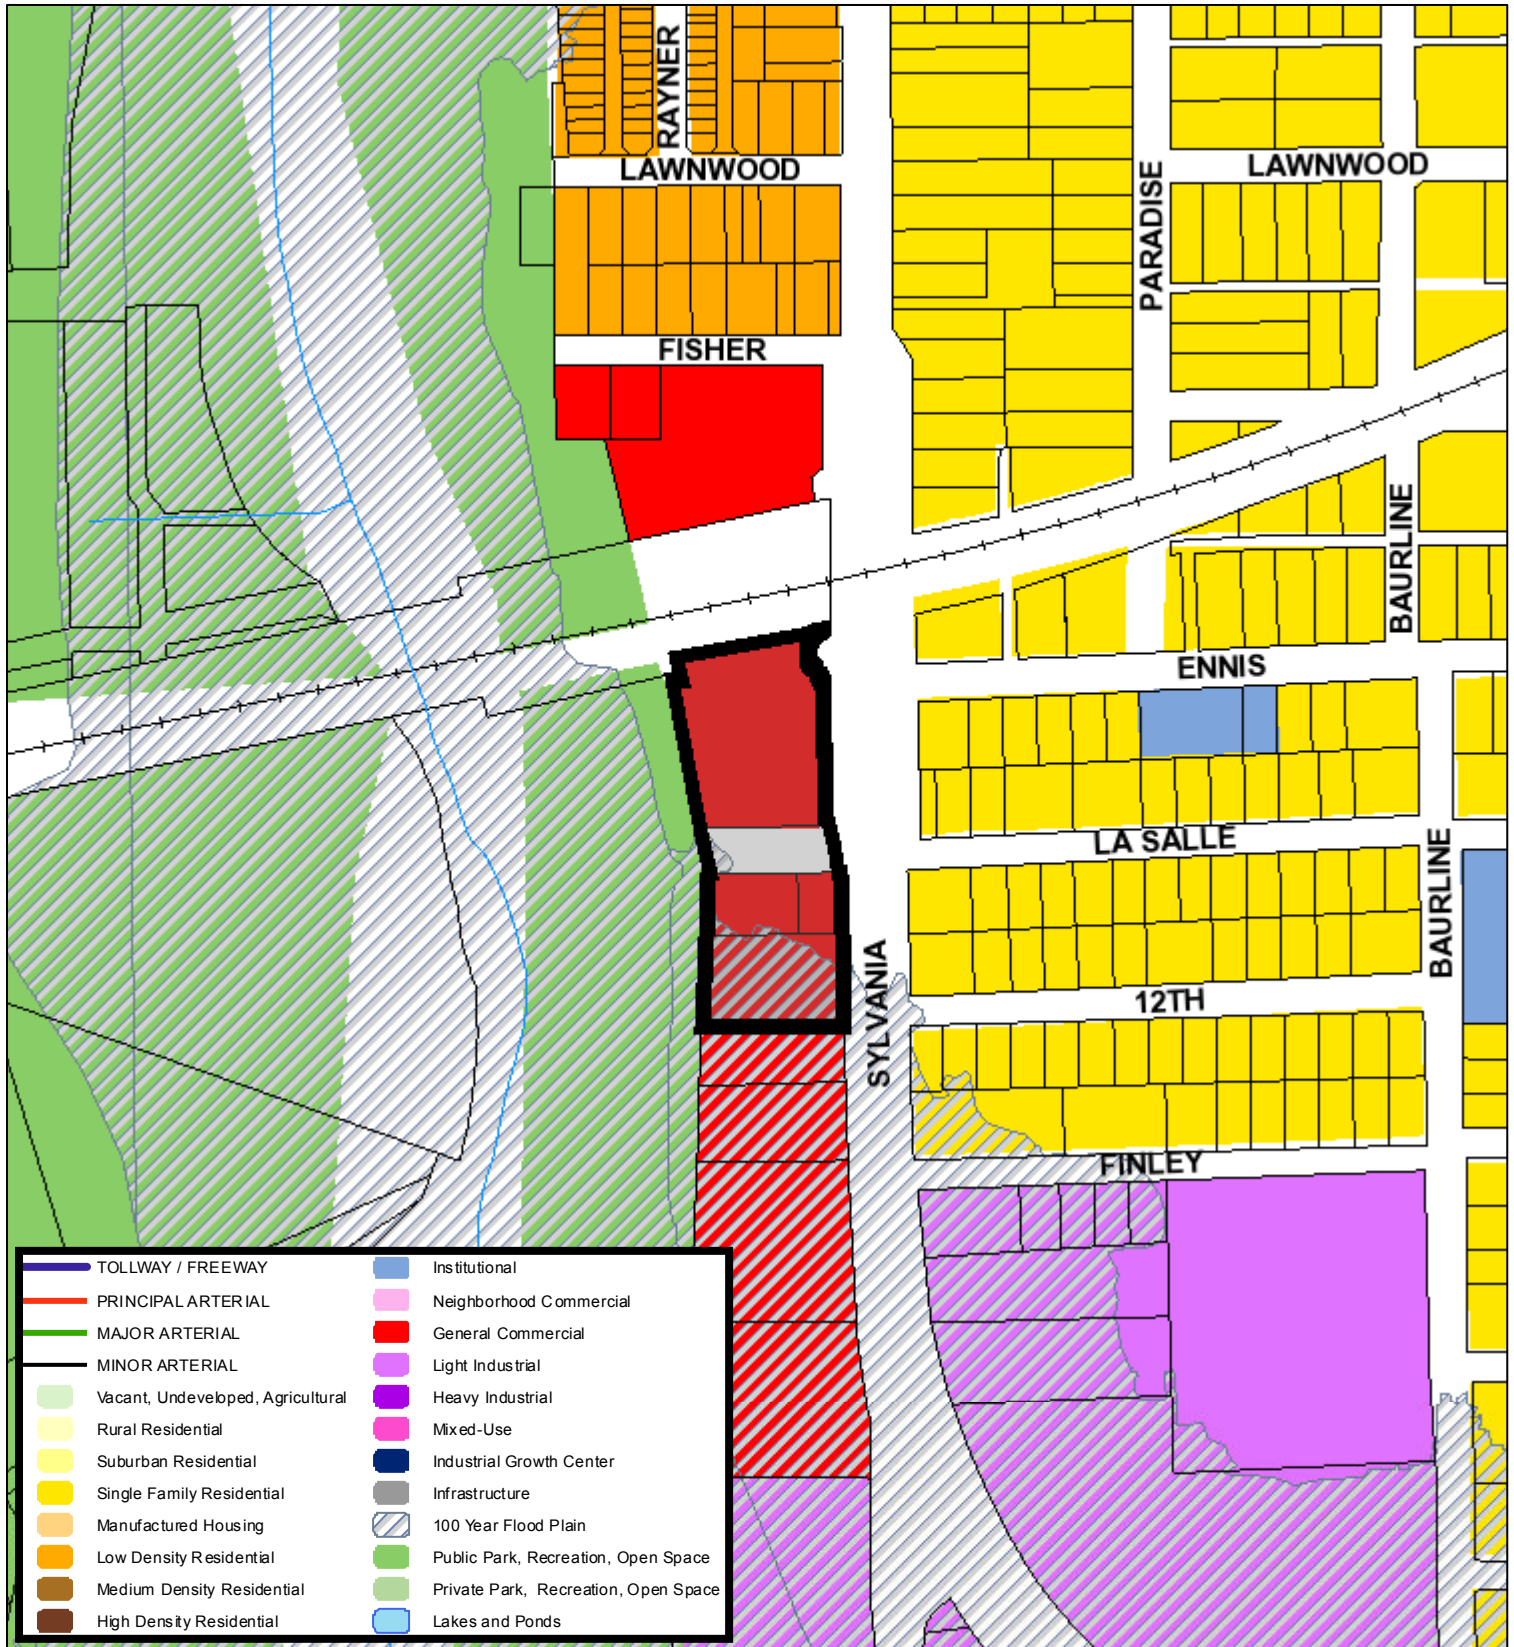 RAYNER
LAWNWOOD
LAWNWOOD
PARADISE
FISHER
BAURLINE
ENNIS
LA SALLE
BAURLINE
SYLVANIA
12TH
FINLEY
TOLLWAY / FREEWAY
PRINCIPAL ARTERIAL
MAJOR ARTERIAL
MINOR ARTERIAL
Vacant, Undeveloped, Agricultural
Rural Residential
Suburban Residential
Single Family Residential
Manufactured Housing
Low Density Residential
Medium Density Residential
High Density Residential
Institutional
Neighborhood Commercial
General Commercial
Light Industrial
Heavy Industrial
Mixed-Use
Industrial Growth Center
Infrastructure
100 Year Flood Plain
Public Park, Recreation, Open Space
Private Park, Recreation, Open Space
Lakes and Ponds